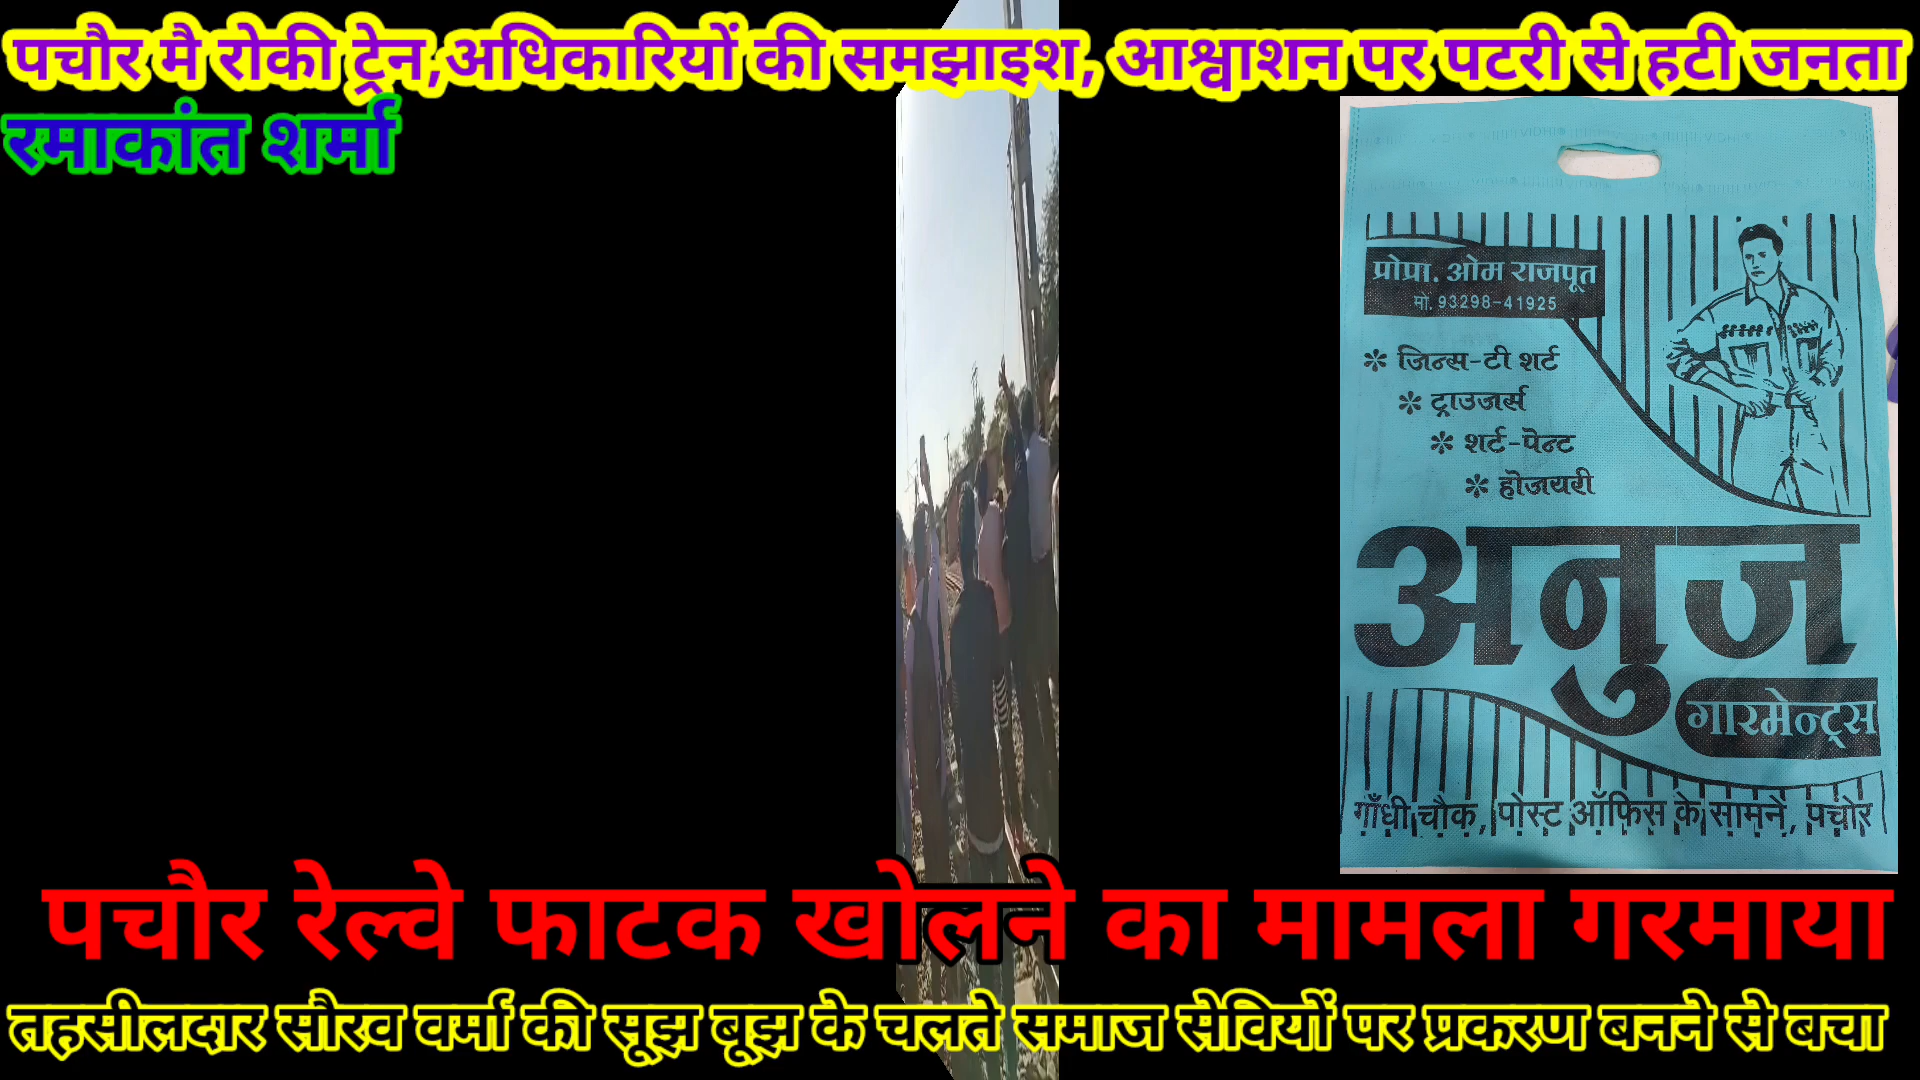 पचौर मै रोकी ट्रेन,अधिकारियों की समझाइश, आश्वाशन पर पटरी से हटी जनता
रमाकांत शर्मा
प्रोप्रा. ओम राजपूत
मो. 93298-41925
* जिन्स-टी शर्ट
* ट्राउजर्स
* शर्ट-पेन्ट
* होजयरी
अनुज
गारमेन्ट्स
गाँधी चौक, पोस्ट ऑफिस के सामने, पचोर
पचौर रेल्वे फाटक खोलने का मामला गरमाया
तहसीलदार सौरव वर्मा की सूझ बूझ के चलते समाज सेवियों पर प्रकरण बनने से बचा